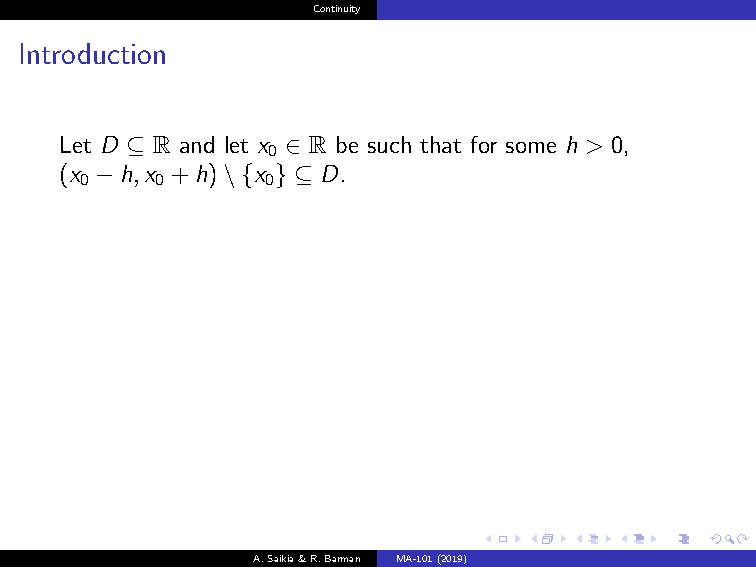 Continuity
Introduction
Let D ⊆ ℝ and let x₀ ∈ ℝ be such that for some h > 0,
(x₀ − h, x₀ + h) \ {x₀} ⊆ D.
A. Saikia & R. Barman MA-101 (2019)